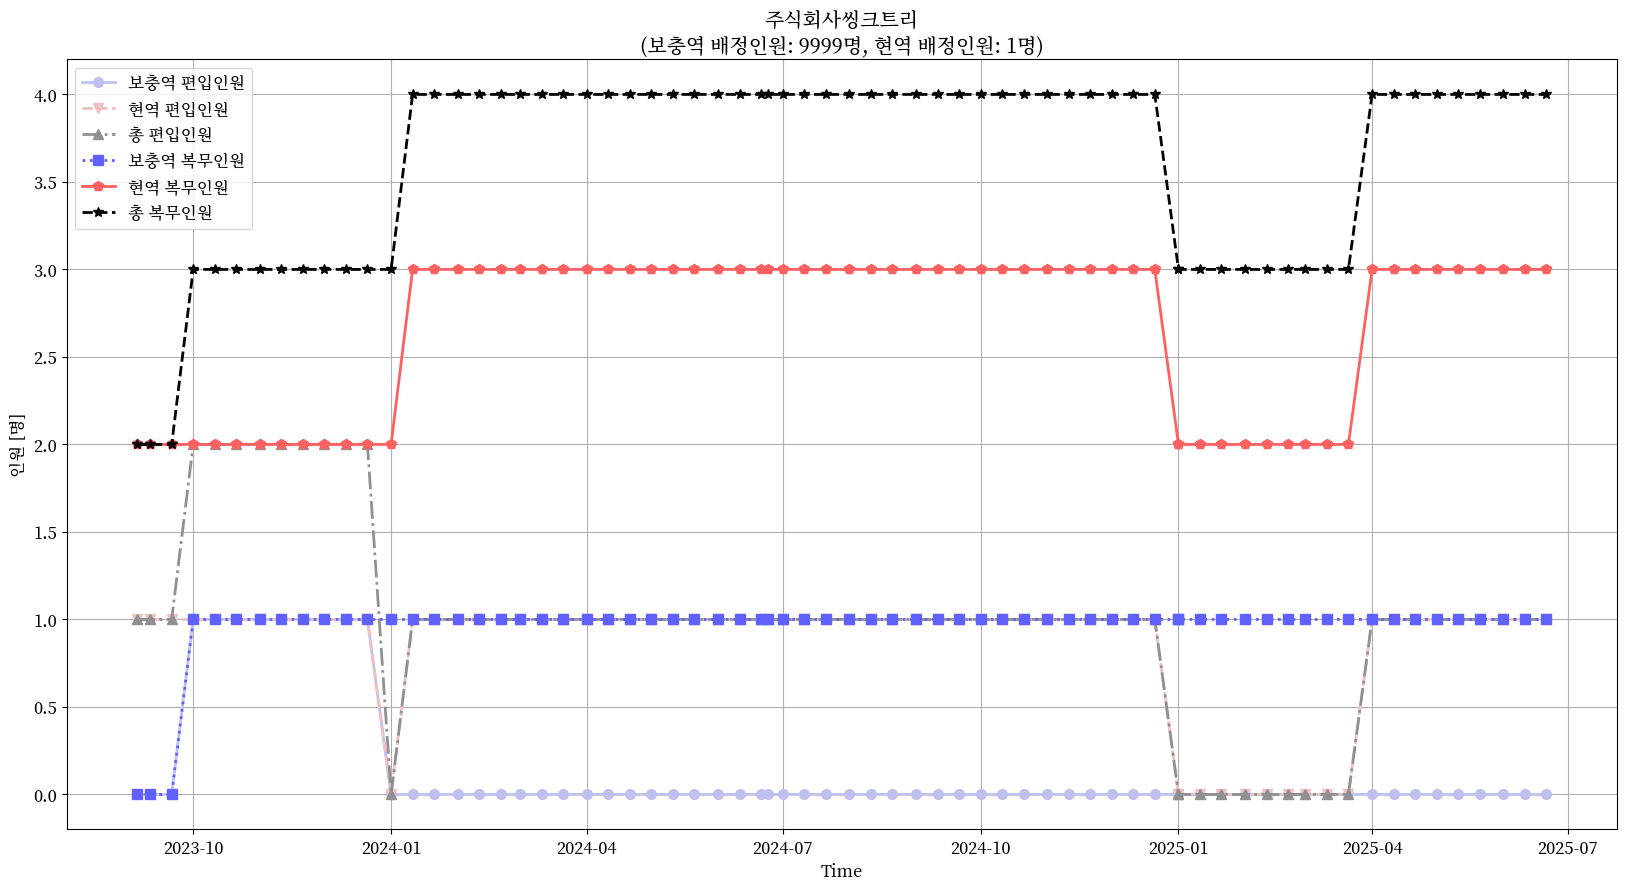 주식회사씽크트리
(보충역 배정인원: 9999명, 현역 배정인원: 1명)
보충역 편입인원
현역 편입인원
총 편입인원
보충역 복무인원
현역 복무인원
총 복무인원
4.0
3.5
3.0
2.5
2.0
1.5
1.0
0.5
0.0
인원 [명]
2023-10
2024-01
2024-04
2024-07
2024-10
2025-01
2025-04
2025-07
Time